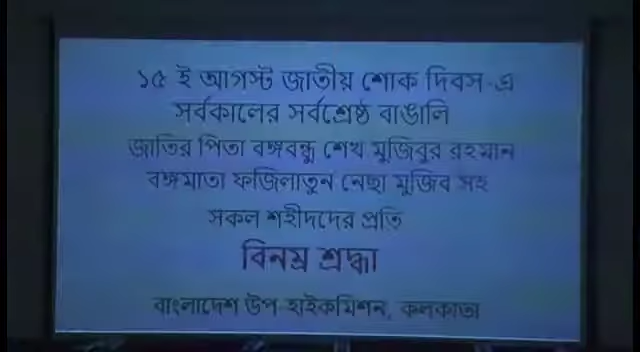 ১৫ ই আগস্ট জাতীয় শোক দিবস-এ
সর্বকালের সর্বশ্রেষ্ঠ বাঙালি
জাতির পিতা বঙ্গবন্ধু শেখ মুজিবুর রহমান
বঙ্গমাতা ফজিলাতুন নেছা মুজিব সহ
সকল শহীদদের প্রতি
বিনম্র শ্রদ্ধা
বাংলাদেশ উপ-হাইকমিশন, কলকাতা